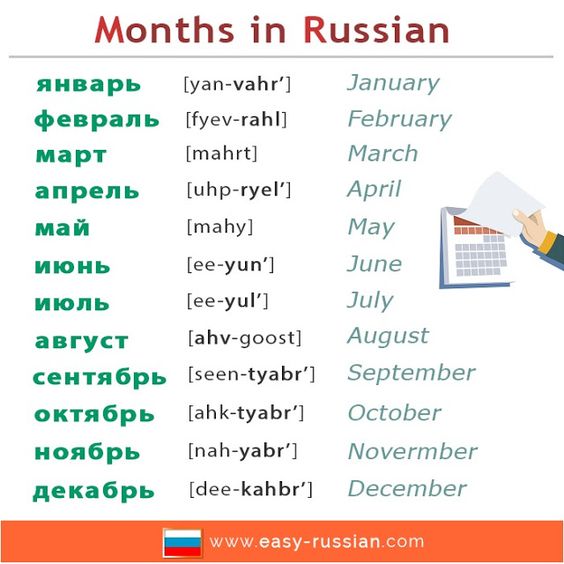 Months in Russian
январь [yan-vahr’] January
февраль [fyev-rahl] February
март [mahrt] March
апрель [uhp-ryel’] April
май [mahy] May
июнь [ee-yun’] June
июль [ee-yul’] July
август [ahv-goost] August
сентябрь [seen-tyabr’] September
октябрь [ahk-tyabr’] October
ноябрь [nah-yabr’] Novermber
декабрь [dee-kahbr’] December
www.easy-russian.com